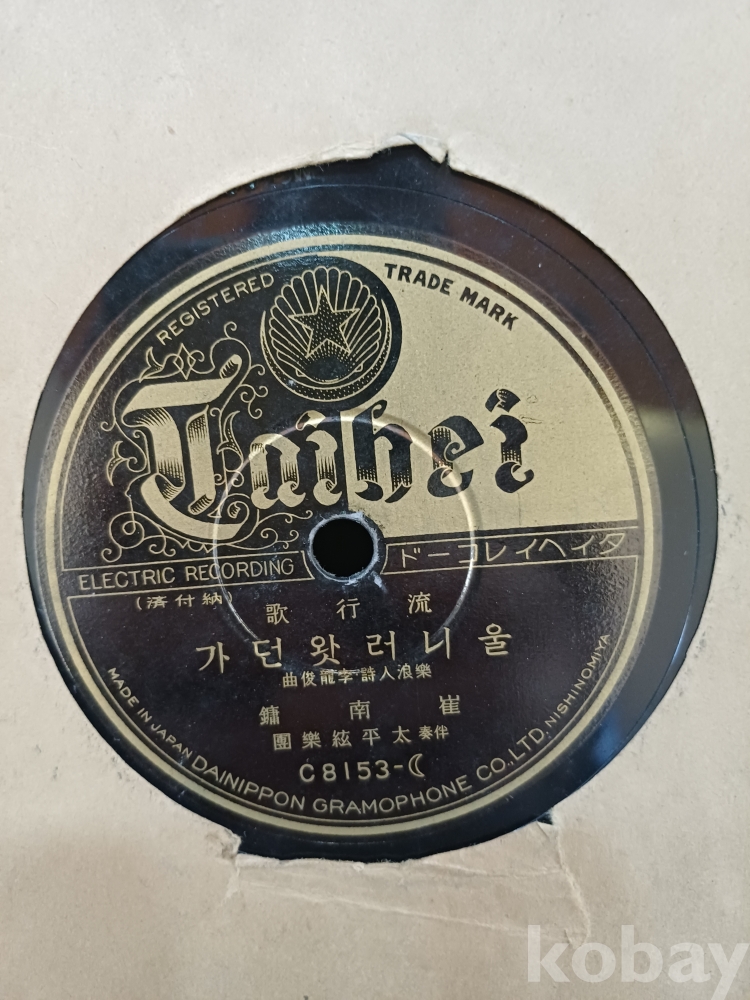 REGISTERED TRADE MARK
Taihei
ELECTRIC RECORDING
タイヘイレコード
(納付済)
流行歌
울니러왓던가
樂浪人詩·李龍俊曲
崔南鏞
伴奏太平絃樂團
C8153-☾
MADE IN JAPAN DAINIPPON GRAMOPHONE CO., LTD. NISHINOMIYA
kobay